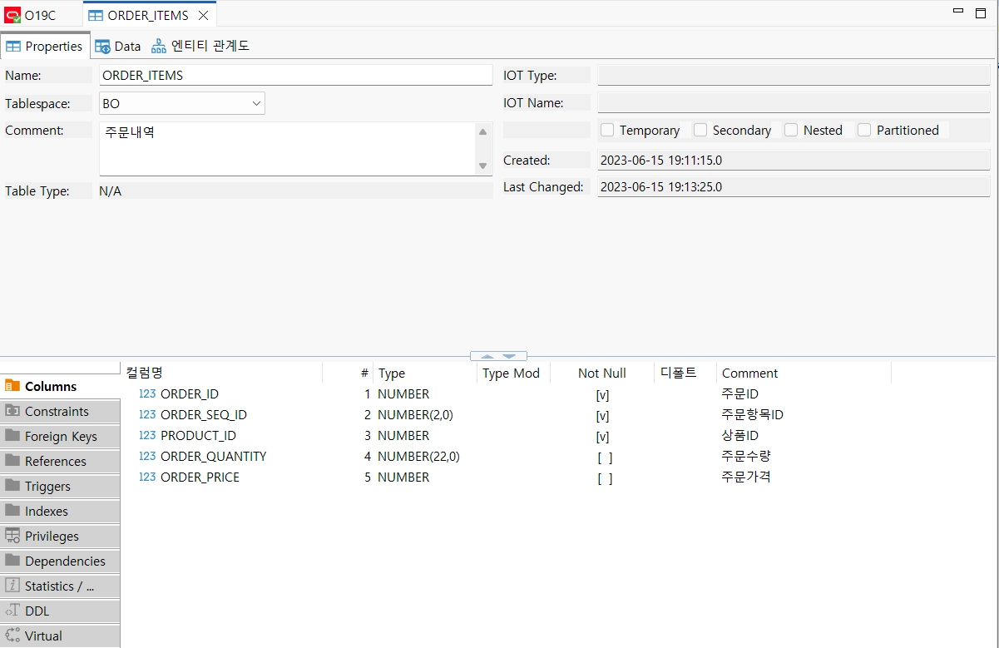 O19C ORDER_ITEMS
Properties Data 엔티티 관계도
Name: ORDER_ITEMS IOT Type:
Tablespace: BO IOT Name:
Comment: 주문내역 Temporary Secondary Nested Partitioned
Created: 2023-06-15 19:11:15.0
Table Type: N/A Last Changed: 2023-06-15 19:13:25.0
컬럼명 # Type Type Mod Not Null 디폴트 Comment
123 ORDER_ID 1 NUMBER [v] 주문ID
123 ORDER_SEQ_ID 2 NUMBER(2,0) [v] 주문항목ID
123 PRODUCT_ID 3 NUMBER [v] 상품ID
123 ORDER_QUANTITY 4 NUMBER(22,0) [ ] 주문수량
123 ORDER_PRICE 5 NUMBER [ ] 주문가격
Columns
Constraints
Foreign Keys
References
Triggers
Indexes
Privileges
Dependencies
Statistics / ...
DDL
Virtual